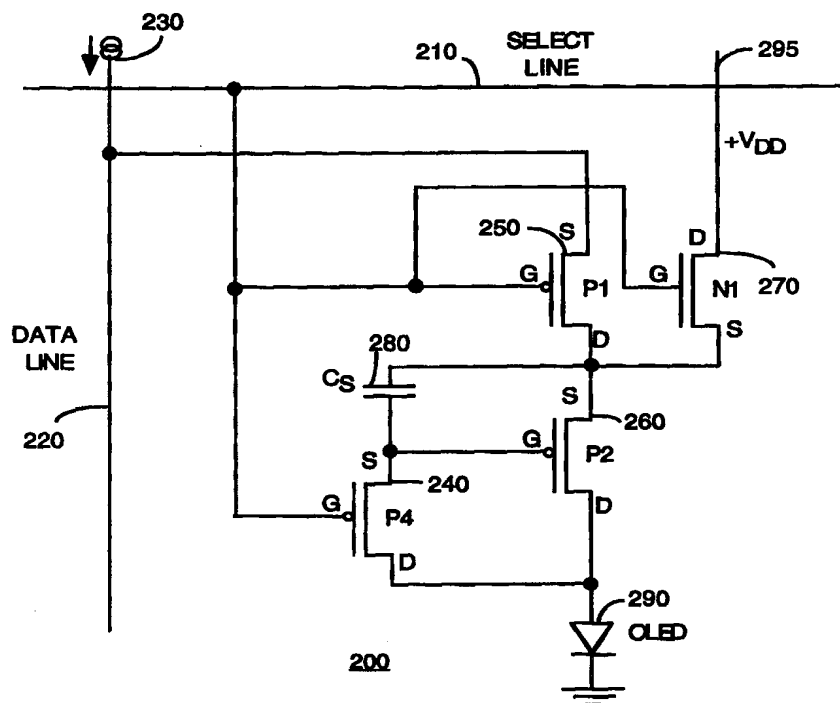 230
SELECT
LINE
210
295
+VDD
250
S
D
G
P1
G
N1
270
DATA
LINE
280
D
S
CS
S
260
220
S
G
P2
240
G
P4
D
D
290
OLED
200